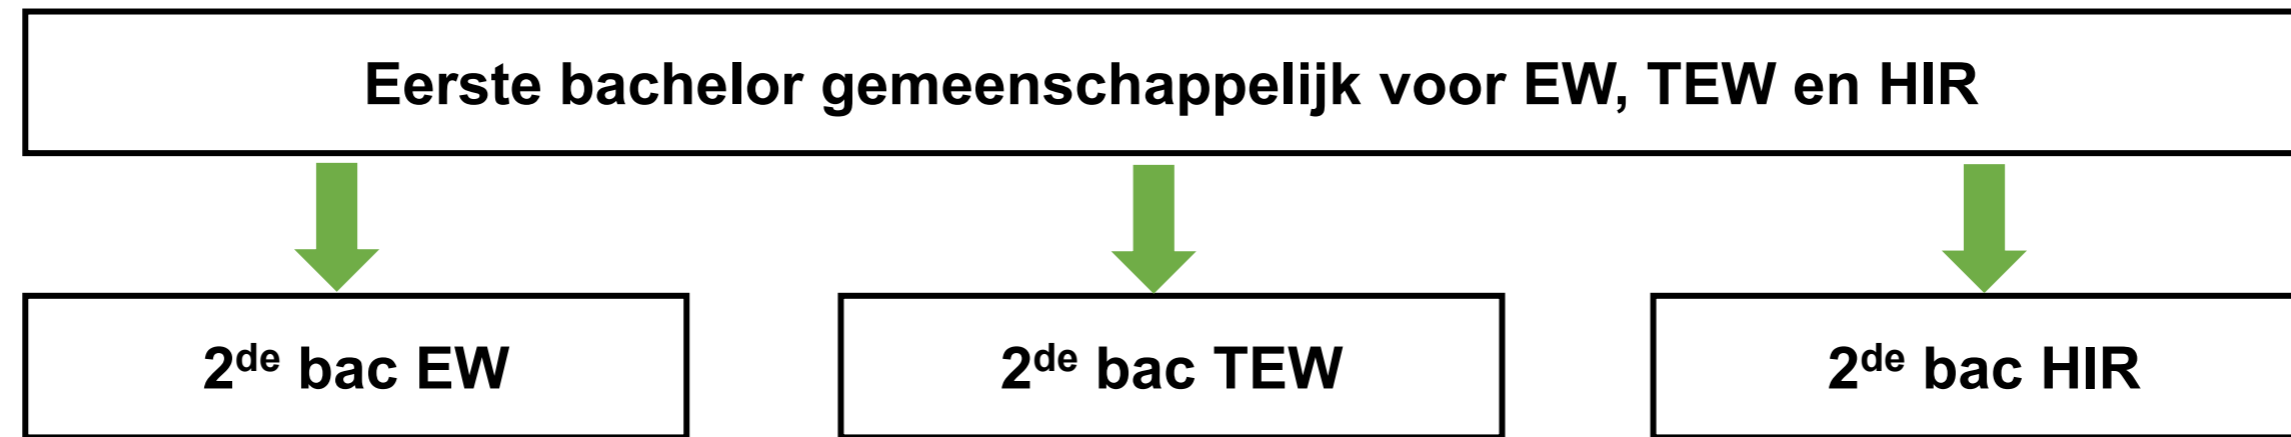 Eerste bachelor gemeenschappelijk voor EW, TEW en HIR
2de bac EW
2de bac TEW
2de bac HIR